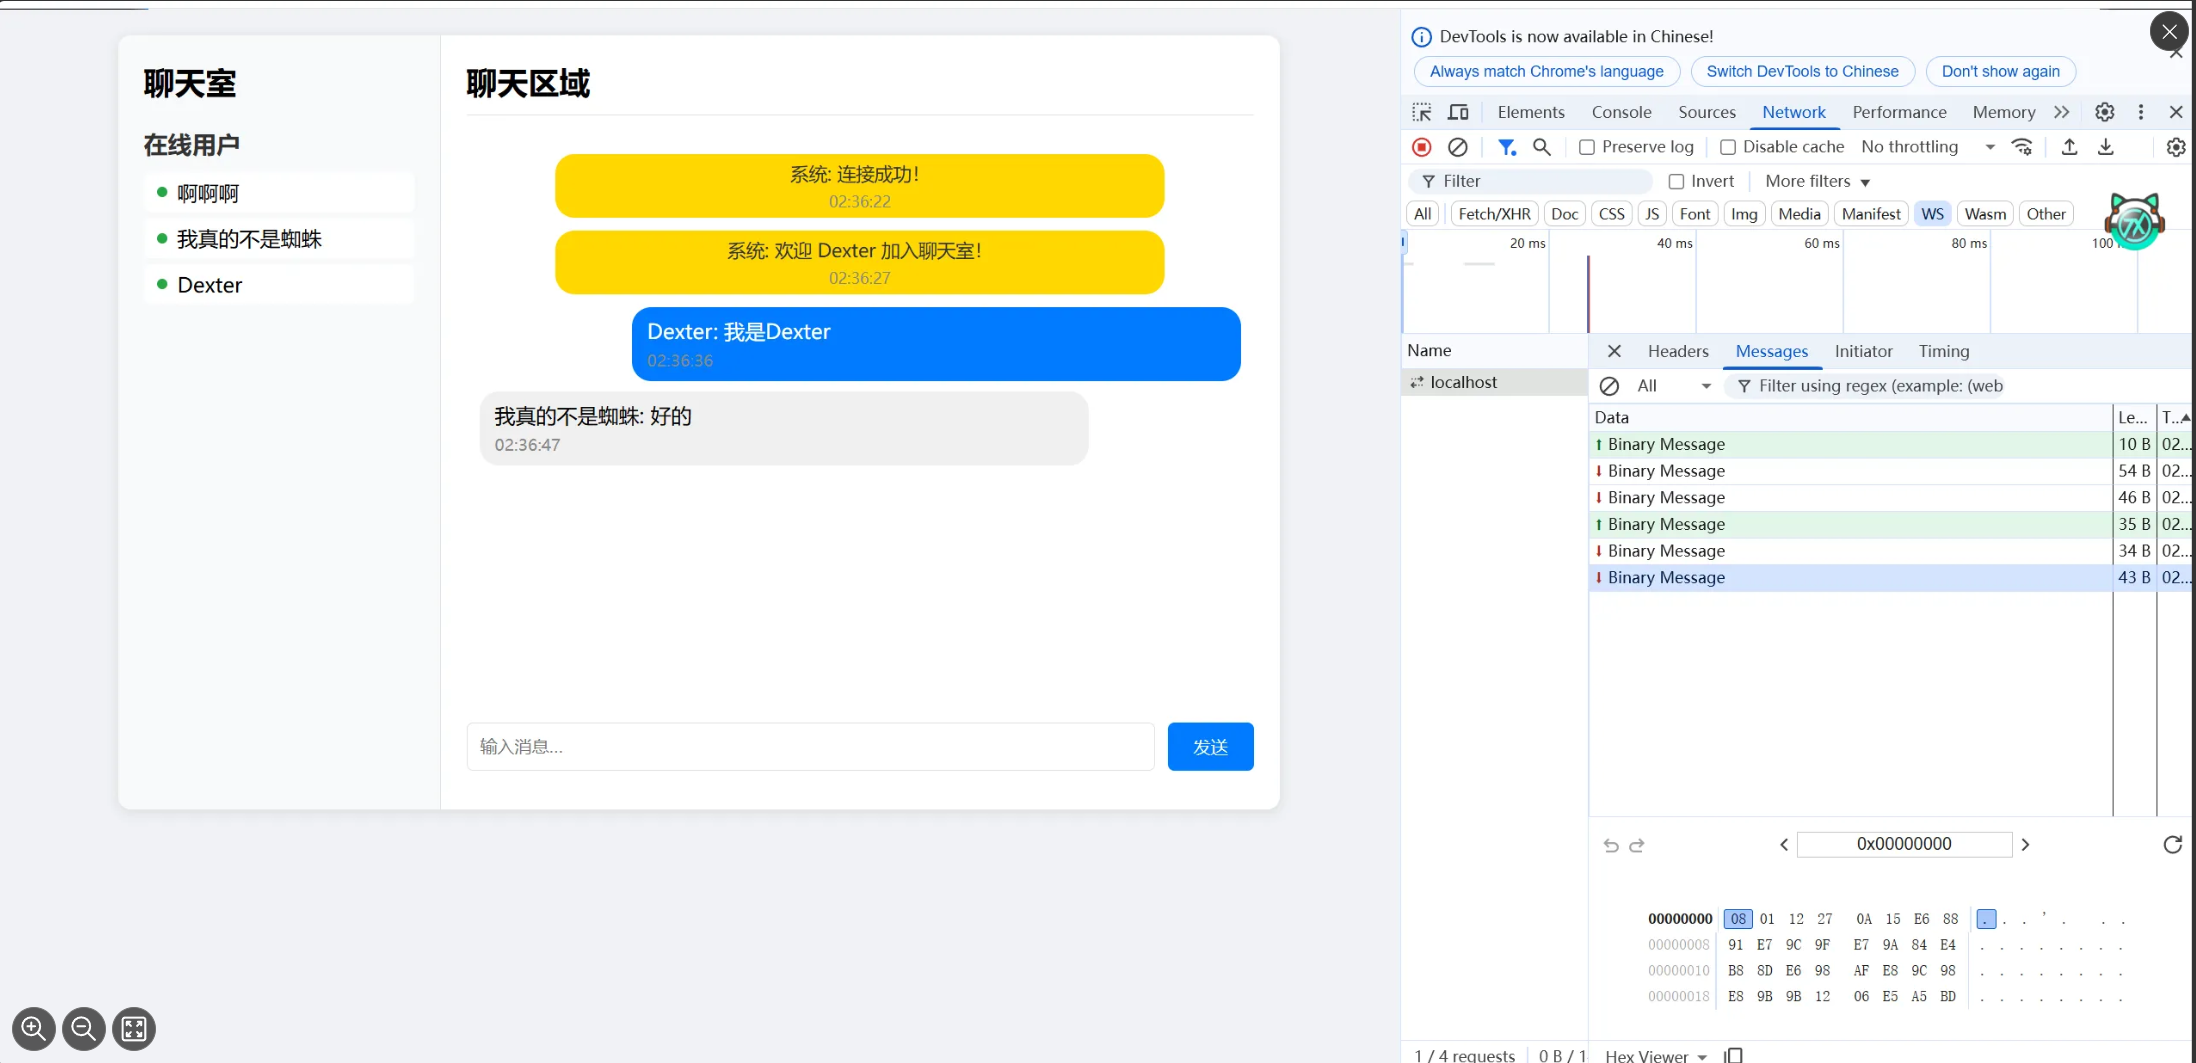 聊天室
在线用户
啊啊啊
我真的不是蜘蛛
Dexter
聊天区域
系统: 连接成功!
02:36:22
系统: 欢迎 Dexter 加入聊天室!
02:36:27
Dexter: 我是Dexter
02:36:36
我真的不是蜘蛛: 好的
02:36:47
输入消息...
发送
DevTools is now available in Chinese!
Always match Chrome's language
Switch DevTools to Chinese
Don't show again
Elements Console Sources Network Performance Memory
Preserve log Disable cache No throttling
Filter Invert More filters
All Fetch/XHR Doc CSS JS Font Img Media Manifest WS Wasm Other
20 ms 40 ms 60 ms 80 ms 100
Name
localhost
Headers Messages Initiator Timing
All Filter using regex (example: (web
Data Le... T...
Binary Message 10 B 02...
Binary Message 54 B 02...
Binary Message 46 B 02...
Binary Message 35 B 02...
Binary Message 34 B 02...
Binary Message 43 B 02...
0x00000000
00000000 08 01 12 27 0A 15 E6 88 . . . ' . . .
00000008 91 E7 9C 9F E7 9A 84 E4 . . . . . . . .
00000010 B8 8D E6 98 AF E8 9C 98 . . . . . . . .
00000018 E8 9B 9B 12 06 E5 A5 BD . . . . . . . .
1 / 4 requests 0 B / 1
Hex Viewer